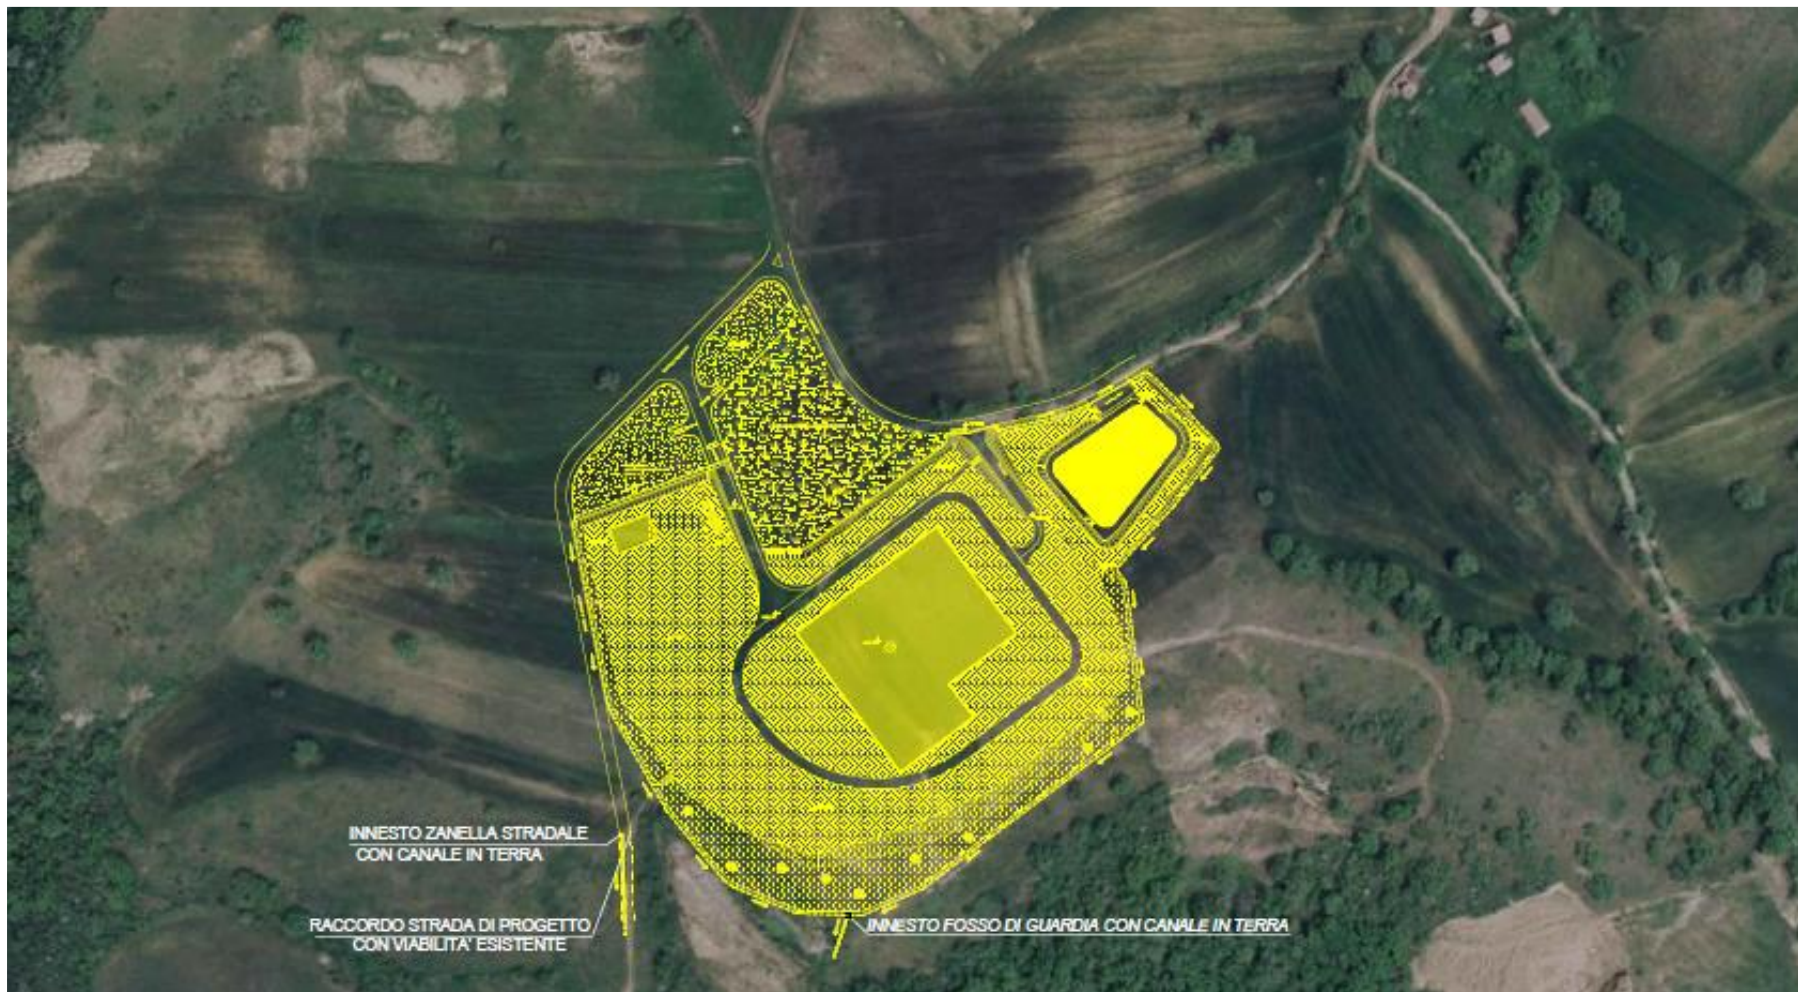 INNESTO ZANELLA STRADALE
CON CANALE IN TERRA
RACCORDO STRADA DI PROGETTO
CON VIABILITA' ESISTENTE
INNESTO FOSSO DI GUARDIA CON CANALE IN TERRA